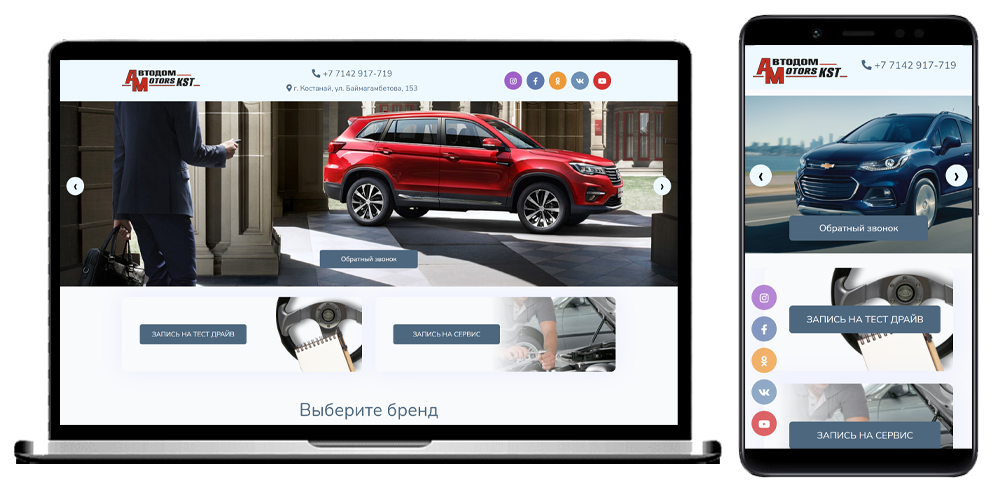 Автодом
Motors KST
+7 7142 917-719
г. Костанай, ул. Баймагамбетова, 153
Обратный звонок
ЗАПИСЬ НА ТЕСТ ДРАЙВ
ЗАПИСЬ НА СЕРВИС
Выберите бренд
Автодом
Motors KST
+7 7142 917-719
Обратный звонок
ЗАПИСЬ НА ТЕСТ ДРАЙВ
ЗАПИСЬ НА СЕРВИС